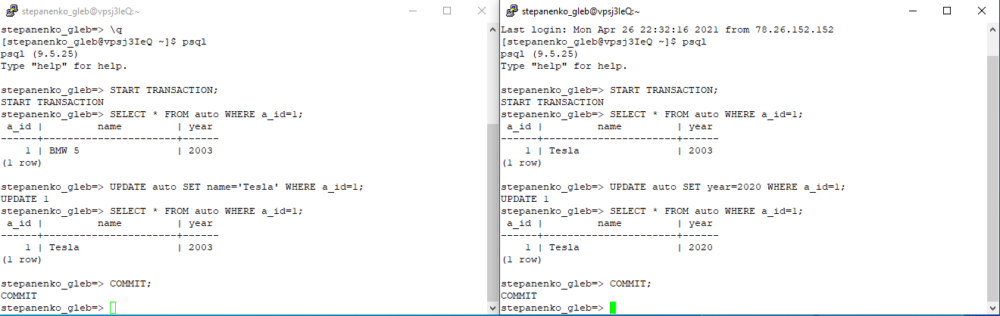 stepanenko_gleb@vpsj3IeQ:~
stepanenko_gleb=> \q
[stepanenko_gleb@vpsj3IeQ ~]$ psql
psql (9.5.25)
Type "help" for help.
stepanenko_gleb=> START TRANSACTION;
START TRANSACTION
stepanenko_gleb=> SELECT * FROM auto WHERE a_id=1;
 a_id |         name         | year
------+----------------------+------
    1 | BMW 5                | 2003
(1 row)
stepanenko_gleb=> UPDATE auto SET name='Tesla' WHERE a_id=1;
UPDATE 1
stepanenko_gleb=> SELECT * FROM auto WHERE a_id=1;
 a_id |         name         | year
------+----------------------+------
    1 | Tesla                | 2003
(1 row)
stepanenko_gleb=> COMMIT;
COMMIT
stepanenko_gleb=>
stepanenko_gleb@vpsj3IeQ:~
Last login: Mon Apr 26 22:32:16 2021 from 78.26.152.152
[stepanenko_gleb@vpsj3IeQ ~]$ psql
psql (9.5.25)
Type "help" for help.
stepanenko_gleb=> START TRANSACTION;
START TRANSACTION
stepanenko_gleb=> SELECT * FROM auto WHERE a_id=1;
 a_id |         name         | year
------+----------------------+------
    1 | Tesla                | 2003
(1 row)
stepanenko_gleb=> UPDATE auto SET year=2020 WHERE a_id=1;
UPDATE 1
stepanenko_gleb=> SELECT * FROM auto WHERE a_id=1;
 a_id |         name         | year
------+----------------------+------
    1 | Tesla                | 2020
(1 row)
stepanenko_gleb=> COMMIT;
COMMIT
stepanenko_gleb=>